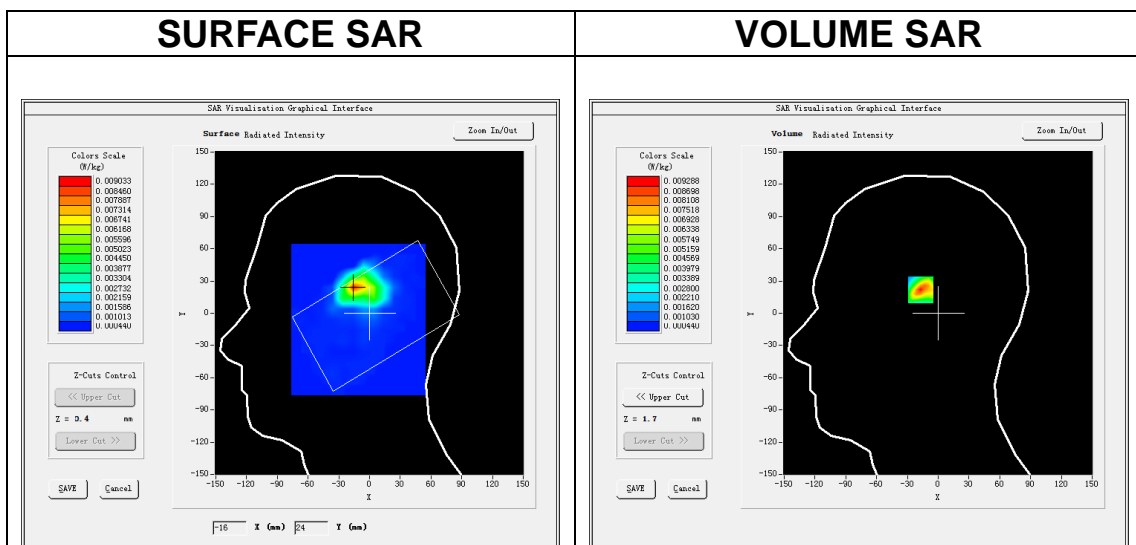 SURFACE SAR
VOLUME SAR
SAR Visualisation Graphical Interface
Surface Radiated Intensity
Zoom In/Out
Colors Scale
(W/kg)
0.009033
0.008460
0.007887
0.007314
0.006741
0.006168
0.005596
0.005023
0.004450
0.003877
0.003304
0.002732
0.002159
0.001586
0.001013
0.000440
150
120
90
60
30
0
-30
-60
-90
-120
-150
Y
-150 -120 -90 -60 -30 0 30 60 90 120 150
X
Z-Cuts Control
<< Upper Cut
Z = 0.4 mm
Lower Cut >>
SAVE Cancel
-16 X (mm) 24 Y (mm)
SAR Visualisation Graphical Interface
Volume Radiated Intensity
Zoom In/Out
Colors Scale
(W/kg)
0.009288
0.008698
0.008108
0.007518
0.006928
0.006338
0.005749
0.005159
0.004569
0.003979
0.003389
0.002800
0.002210
0.001620
0.001030
0.000440
150
120
90
60
30
0
-30
-60
-90
-120
-150
Y
-150 -120 -90 -60 -30 0 30 60 90 120 150
X
Z-Cuts Control
<< Upper Cut
Z = 1.7 mm
Lower Cut >>
SAVE Cancel